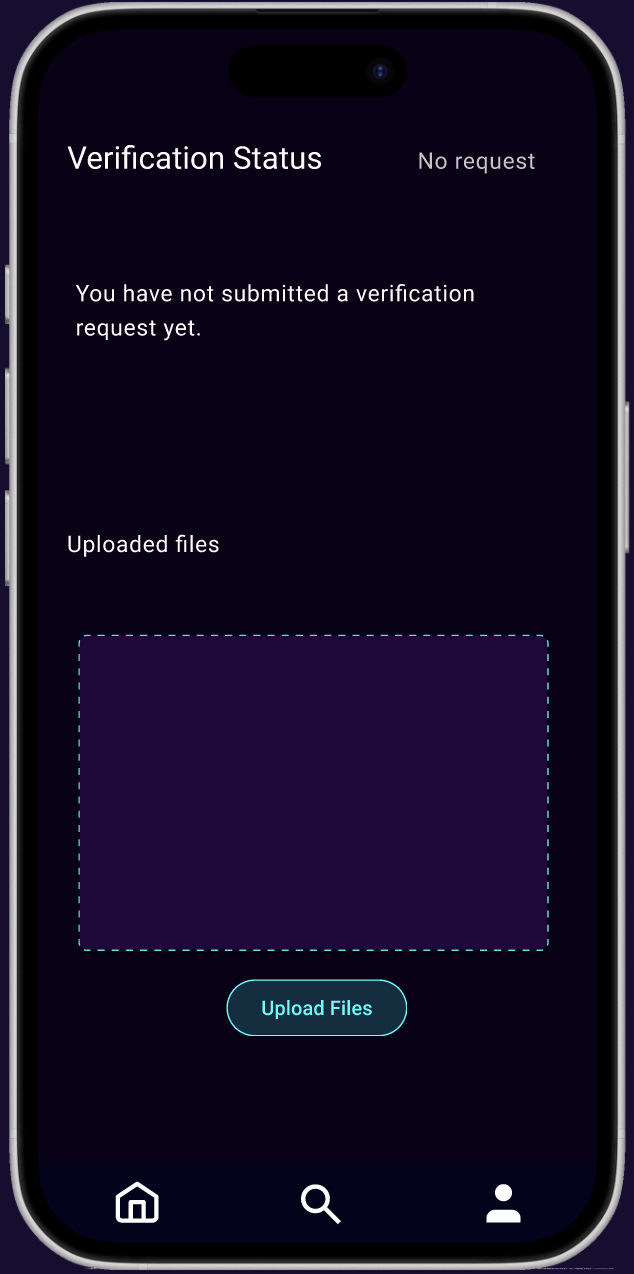 Verification Status
No request
You have not submitted a verification
request yet.
Uploaded files
Upload Files